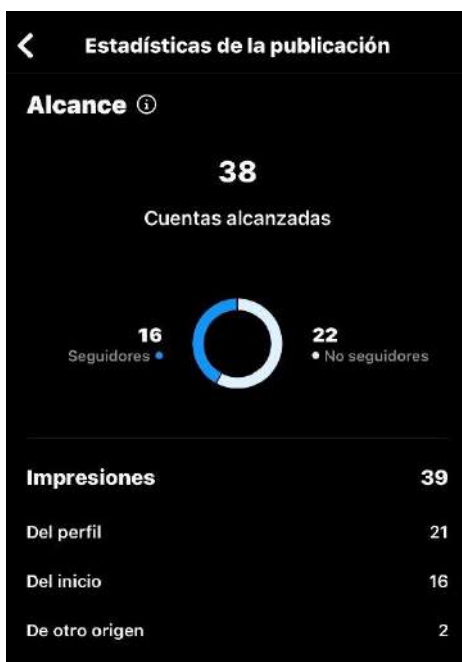 Estadísticas de la publicación
Alcance
38
Cuentas alcanzadas
16
Seguidores
22
No seguidores
Impresiones 39
Del perfil 21
Del inicio 16
De otro origen 2